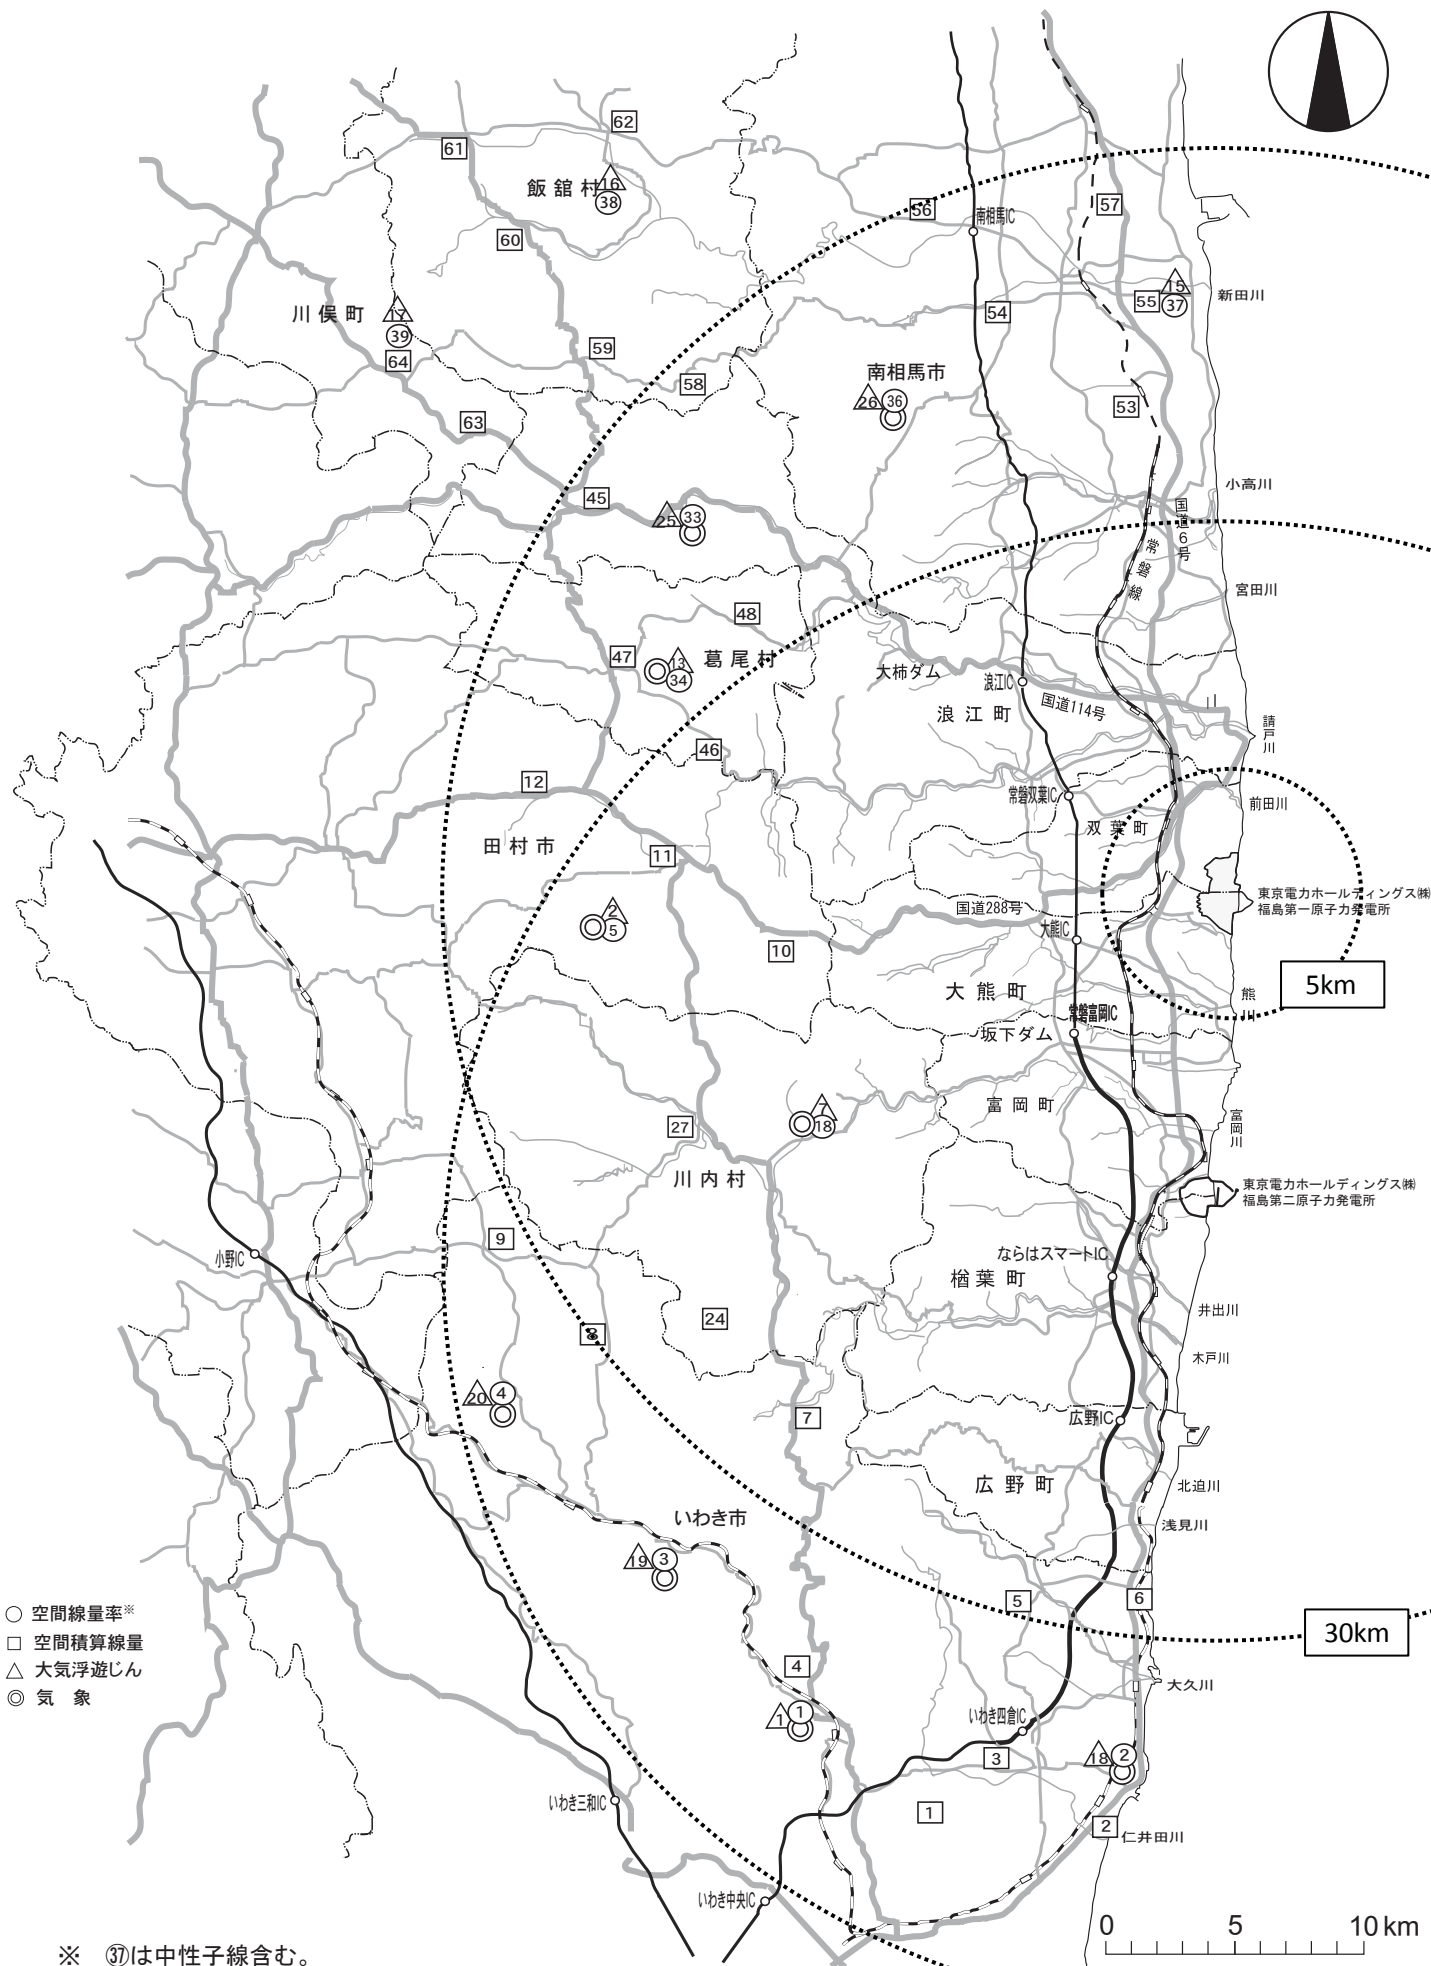 62
61
飯舘村
16
38
57
56
南相馬IC
60
15
55
37
新田川
川俣町
17
39
54
64
59
58
南相馬市
26
36
53
63
小高川
45
25
33
国道6号
常磐線
宮田川
48
47
13
34
葛尾村
大柿ダム
浪江IC
国道114号
浪江町
川
請戸川
46
12
常磐双葉IC
前田川
双葉町
田村市
11
東京電力ホールディングス㈱
福島第一原子力発電所
国道288号
2
5
大熊IC
10
5km
大熊町
熊川
常磐富岡IC
坂下ダム
富岡町
7
18
27
富岡川
川内村
東京電力ホールディングス㈱
福島第二原子力発電所
9
小野IC
ならはスマートIC
楢葉町
井出川
24
8
木戸川
20
4
7
広野IC
広野町
北迫川
いわき市
浅見川
19
3
5
6
○ 空間線量率※
□ 空間積算線量
△ 大気浮遊じん
◎ 気 象
30km
4
大久川
1
1
いわき四倉IC
3
18
2
いわき三和IC
1
2
仁井田川
いわき中央IC
0 5 10km
※ ㊲は中性子線含む。